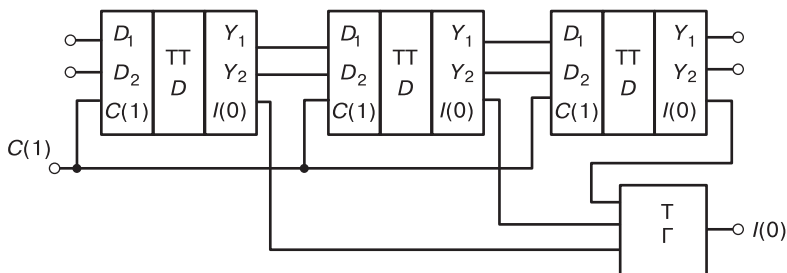 D1 TT Y1 D1 TT Y1 D1 TT Y1
D2 D Y2 D2 D Y2 D2 D Y2
C(1) I(0) C(1) I(0) C(1) I(0)
C(1)
Т
Г I(0)